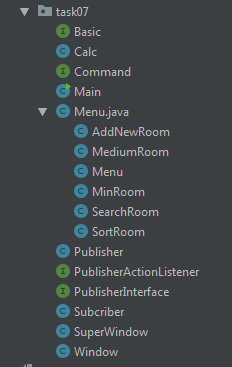 task07
I Basic
C Calc
I Command
C Main
C Menu.java
C AddNewRoom
C MediumRoom
C Menu
C MinRoom
C SearchRoom
C SortRoom
C Publisher
I PublisherActionListener
I PublisherInterface
C Subcriber
C SuperWindow
C Window